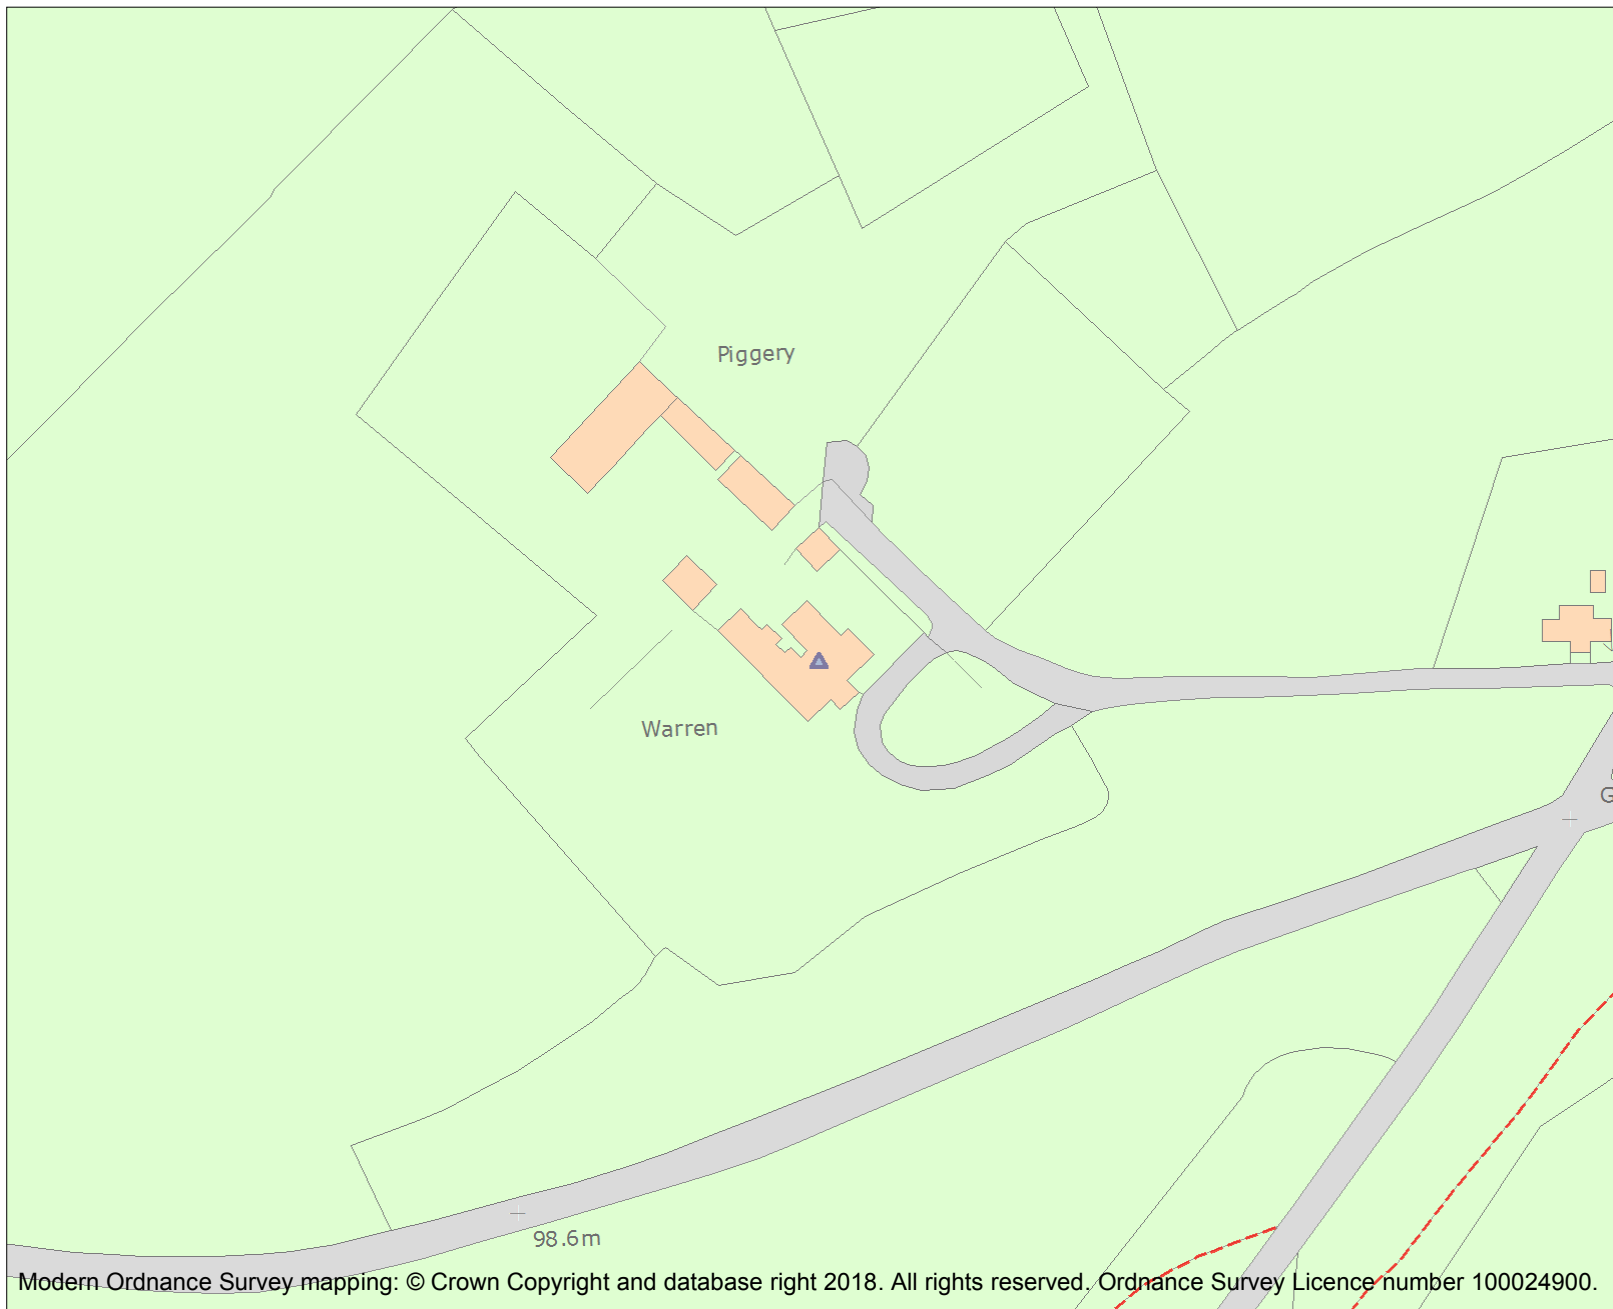 Piggery
Warren
G
98.6m
Modern Ordnance Survey mapping: © Crown Copyright and database right 2018. All rights reserved. Ordnance Survey Licence number 100024900.